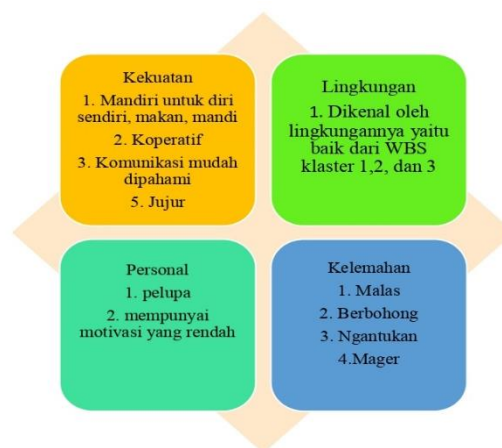 Kekuatan
1. Mandiri untuk diri
sendiri, makan, mandi
2. Koperatif
3. Komunikasi mudah
dipahami
5. Jujur
Lingkungan
1. Dikenal oleh
lingkungannya yaitu
baik dari WBS
klaster 1,2, dan 3
Personal
1. pelupa
2. mempunyai
motivasi yang rendah
Kelemahan
1. Malas
2. Berbohong
3. Ngantukan
4.Mager